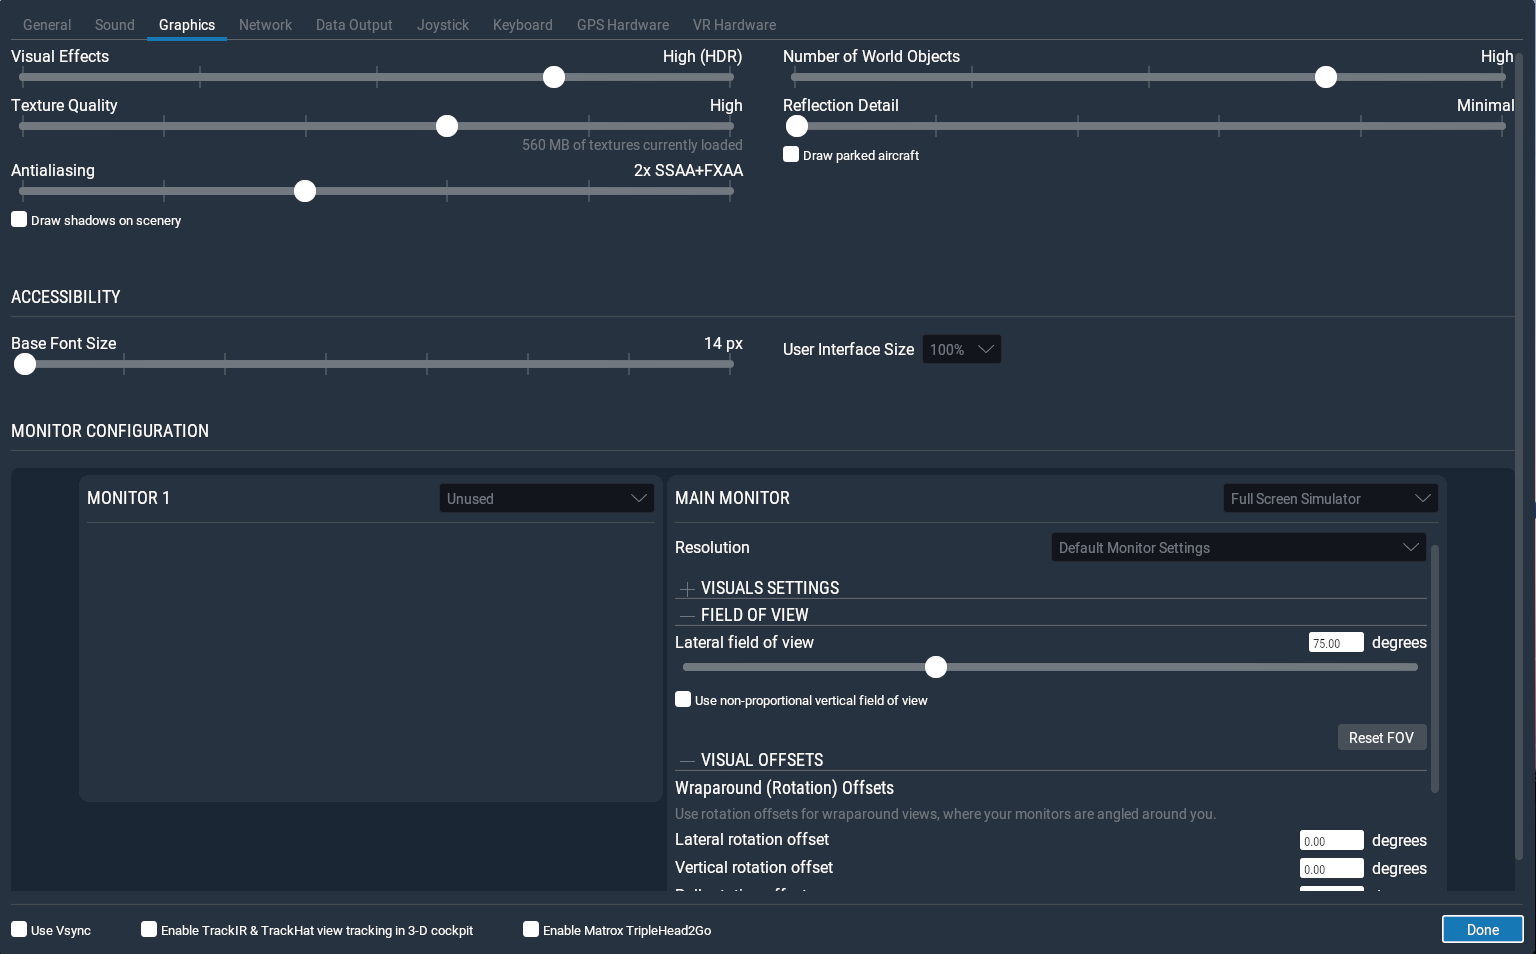 General Sound Graphics Network Data Output Joystick Keyboard GPS Hardware VR Hardware
Visual Effects High (HDR)
Texture Quality High
560 MB of textures currently loaded
Antialiasing 2x SSAA+FXAA
Draw shadows on scenery
Number of World Objects High
Reflection Detail Minimal
Draw parked aircraft
ACCESSIBILITY
Base Font Size 14 px
User Interface Size 100%
MONITOR CONFIGURATION
MONITOR 1 Unused
MAIN MONITOR Full Screen Simulator
Resolution Default Monitor Settings
VISUALS SETTINGS
FIELD OF VIEW
Lateral field of view 75.00 degrees
Use non-proportional vertical field of view
Reset FOV
VISUAL OFFSETS
Wraparound (Rotation) Offsets
Use rotation offsets for wraparound views, where your monitors are angled around you.
Lateral rotation offset 0.00 degrees
Vertical rotation offset 0.00 degrees
Use Vsync Enable TrackIR & TrackHat view tracking in 3-D cockpit Enable Matrox TripleHead2Go Done